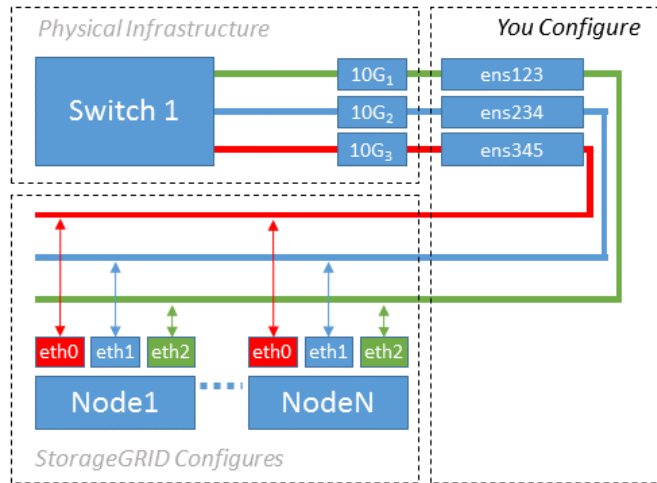 Physical Infrastructure
You Configure
Switch 1
10G1
ens123
10G2
ens234
10G3
ens345
eth0 eth1 eth2 eth0 eth1 eth2
Node1 NodeN
StorageGRID Configures